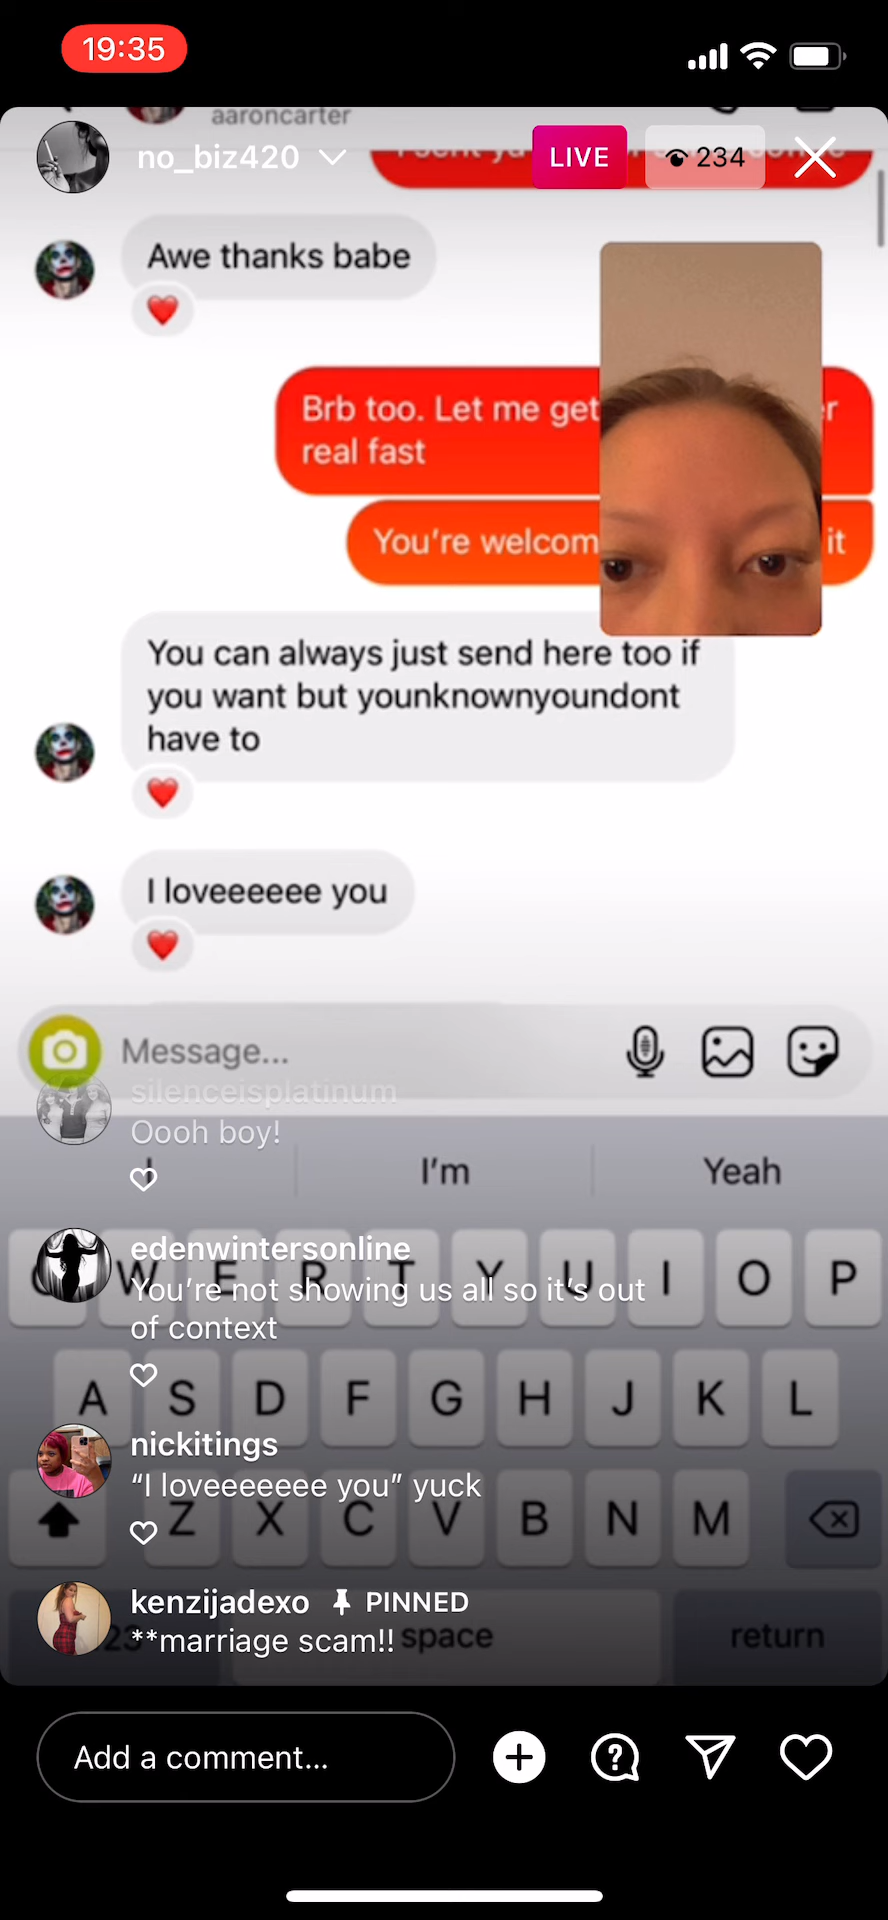 19:35
aaroncarter
no_biz420
LIVE
234
Awe thanks babe
Brb too. Let me get
real fast
You're welcom
it
You can always just send here too if
you want but younknownyoundont
have to
I loveeeeee you
Message...
silenceisplatinum
Oooh boy!
I'm
Yeah
edenwintersonline
You're not showing us all so it's out
of context
W E R T Y U I O P
A S D F G H J K L
nickitings
“I loveeeeeee you” yuck
Z X C V B N M
kenzijadexo PINNED
**marriage scam!!
space
return
Add a comment...